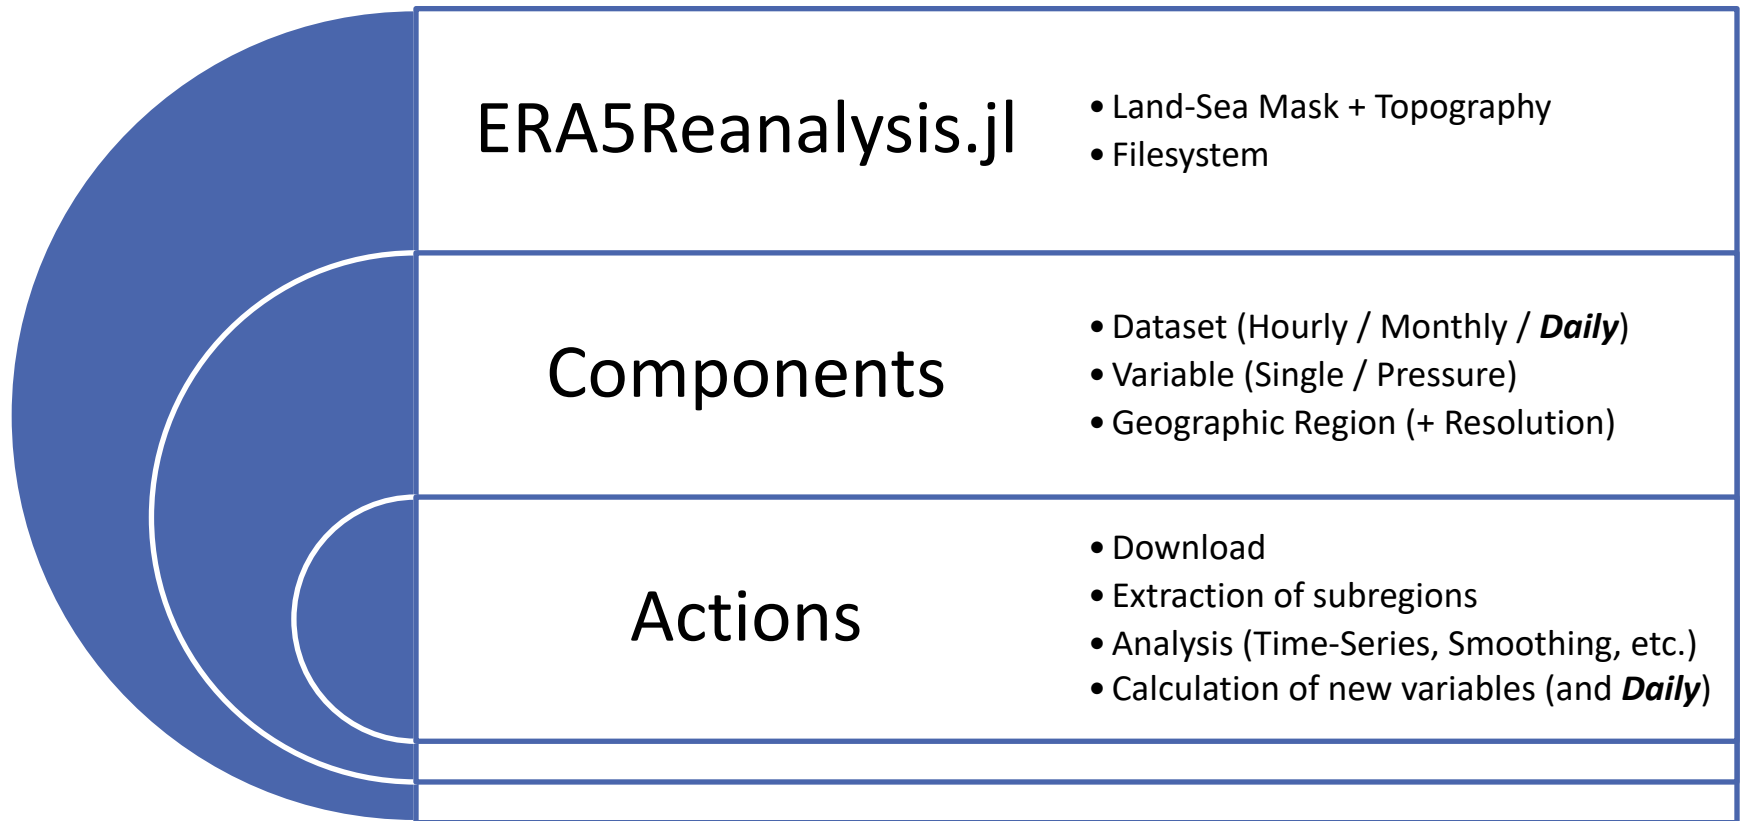 ERA5Reanalysis.jl
• Land-Sea Mask + Topography
• Filesystem
Components
• Dataset (Hourly / Monthly / Daily)
• Variable (Single / Pressure)
• Geographic Region (+ Resolution)
Actions
• Download
• Extraction of subregions
• Analysis (Time-Series, Smoothing, etc.)
• Calculation of new variables (and Daily)